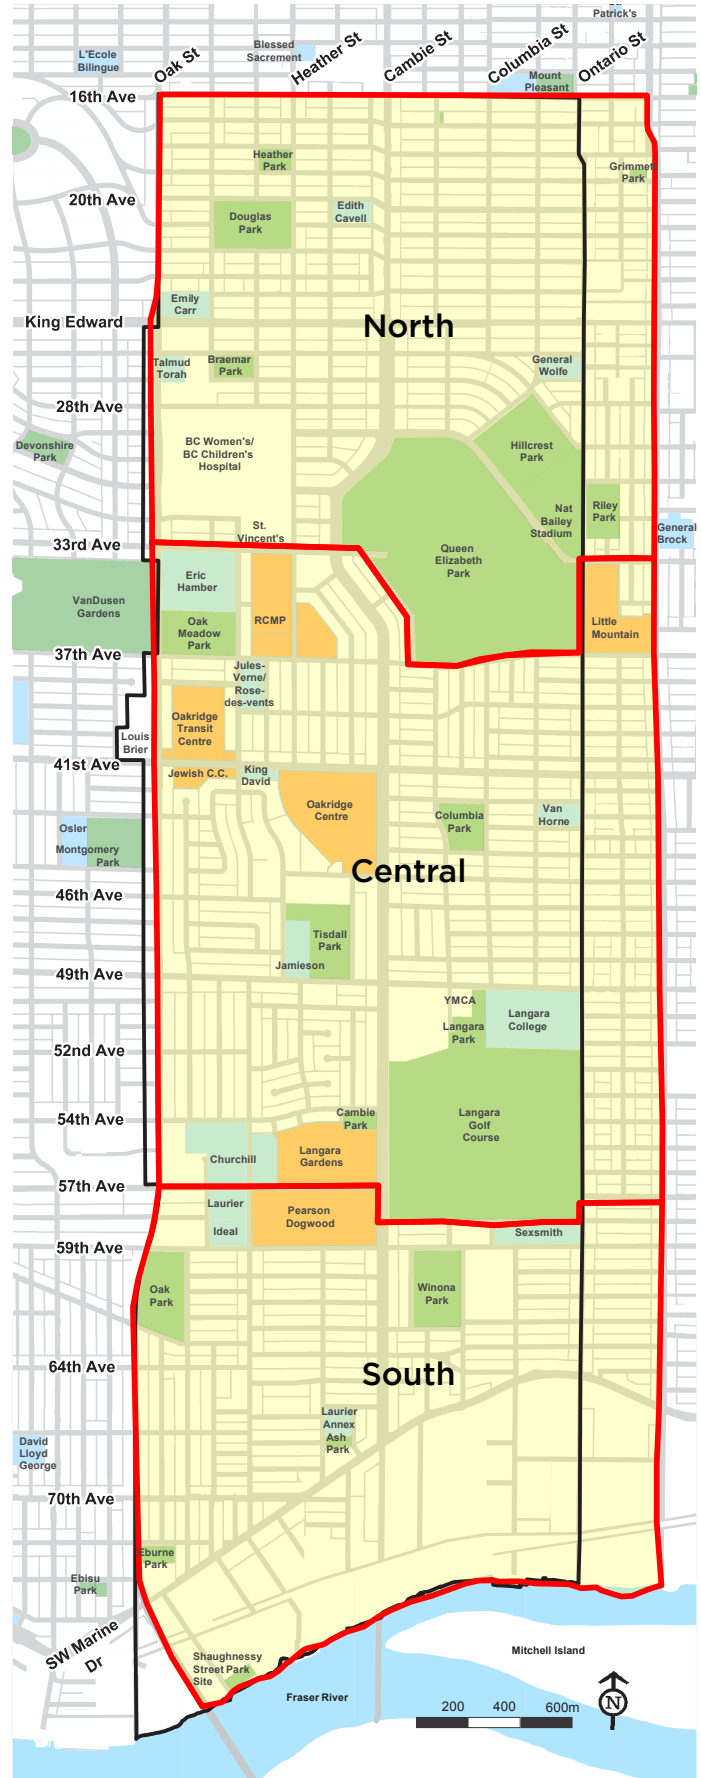 St.
Patrick's
L'Ecole
Bilingue
Blessed
Sacrement
Oak St
Heather St
Cambie St
Columbia St
Ontario St
Mount
Pleasant
16th Ave
Heather
Park
Grimmet
Park
20th Ave
Douglas
Park
Edith
Cavell
Emily
Carr
King Edward
North
Talmud
Torah
Braemar
Park
General
Wolfe
28th Ave
Devonshire
Park
BC Women's/
BC Children's
Hospital
Hillcrest
Park
Nat
Bailey
Stadium
Riley
Park
General
Brock
St.
Vincent's
33rd Ave
Queen
Elizabeth
Park
Eric
Hamber
VanDusen
Gardens
Oak
Meadow
Park
RCMP
Little
Mountain
37th Ave
Jules-
Verne/
Rose-
des-vents
Oakridge
Transit
Centre
Louis
Brier
41st Ave
Jewish C.C.
King
David
Oakridge
Centre
Columbia
Park
Van
Horne
Osler
Montgomery
Park
Central
46th Ave
Tisdall
Park
Jamieson
49th Ave
YMCA
Langara
Park
Langara
College
52nd Ave
Cambie
Park
Langara
Golf
Course
54th Ave
Churchill
Langara
Gardens
57th Ave
Laurier
Ideal
Pearson
Dogwood
Sexsmith
59th Ave
Oak
Park
Winona
Park
64th Ave
South
Laurier
Annex
Ash
Park
David
Lloyd
George
70th Ave
Eburne
Park
Ebisu
Park
SW Marine
Dr
Shaughnessy
Street Park
Site
Mitchell Island
Fraser River
200 400 600m
N